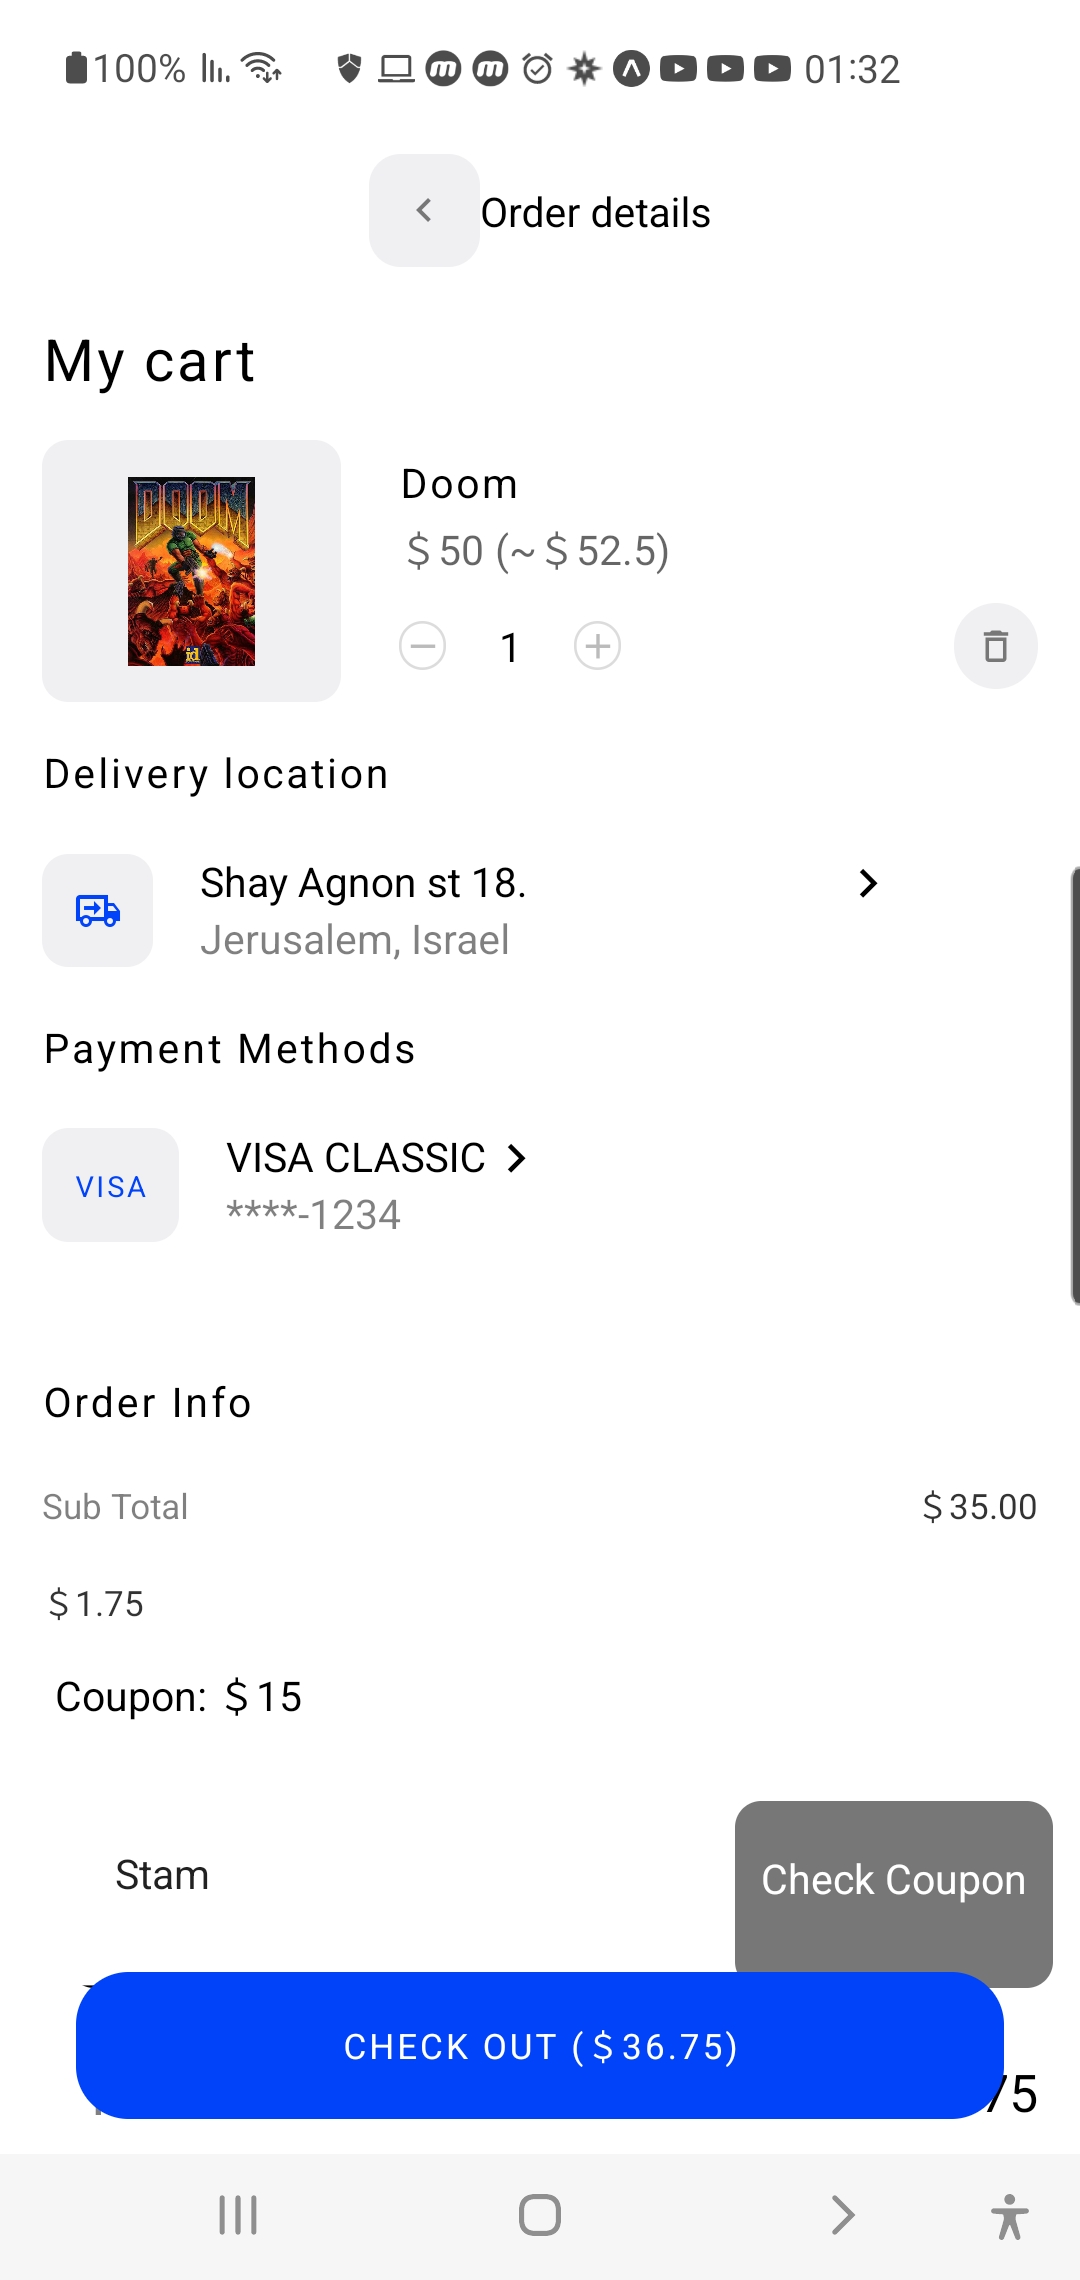 100% 01:32
Order details
My cart
DOOM
id
Doom
$50 (~$52.5)
1
Delivery location
Shay Agnon st 18.
Jerusalem, Israel
Payment Methods
VISA
VISA CLASSIC
****-1234
Order Info
Sub Total $35.00
$1.75
Coupon: $15
Stam
Check Coupon
CHECK OUT ($36.75)
75